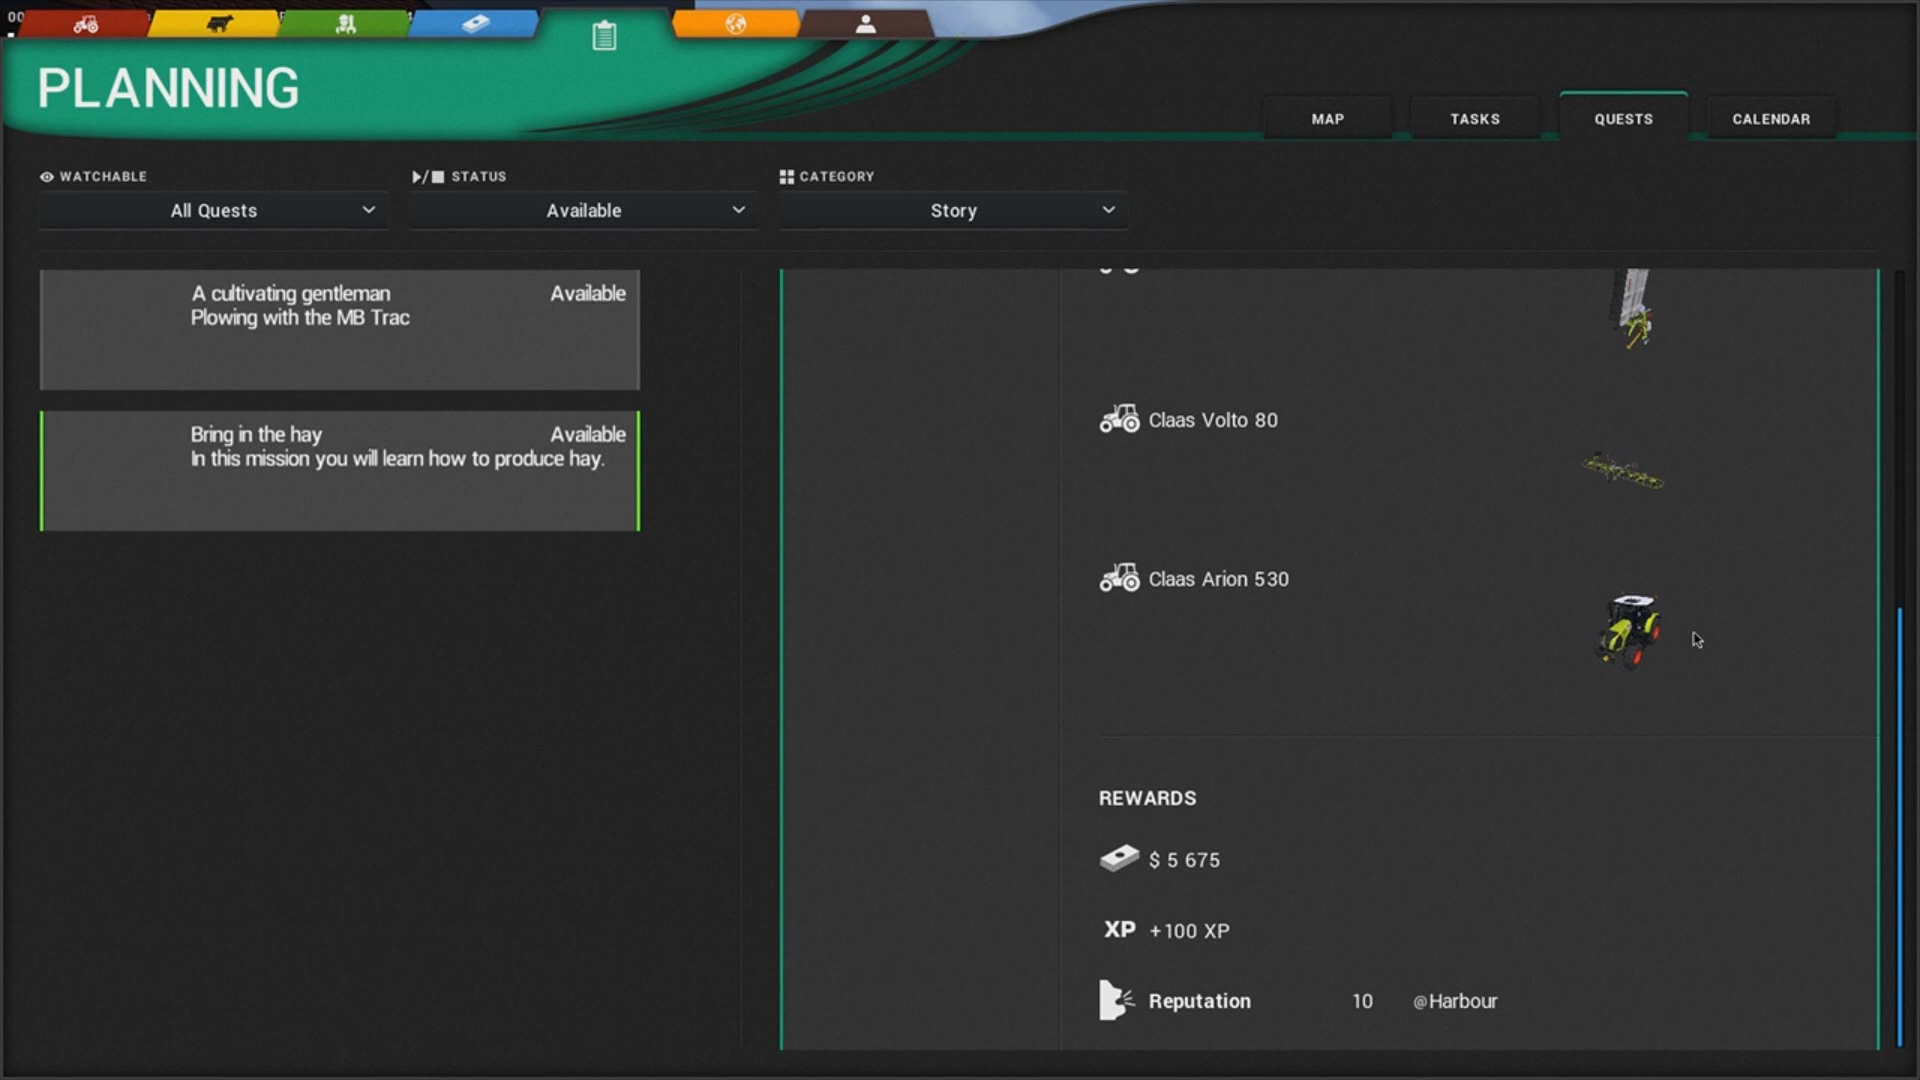 00
PLANNING
MAP
TASKS
QUESTS
CALENDAR
WATCHABLE
STATUS
CATEGORY
All Quests
Available
Story
A cultivating gentleman
Available
Plowing with the MB Trac
Bring in the hay
Available
In this mission you will learn how to produce hay.
Claas Volto 80
Claas Arion 530
REWARDS
$ 5 675
XP +100 XP
Reputation 10 @Harbour